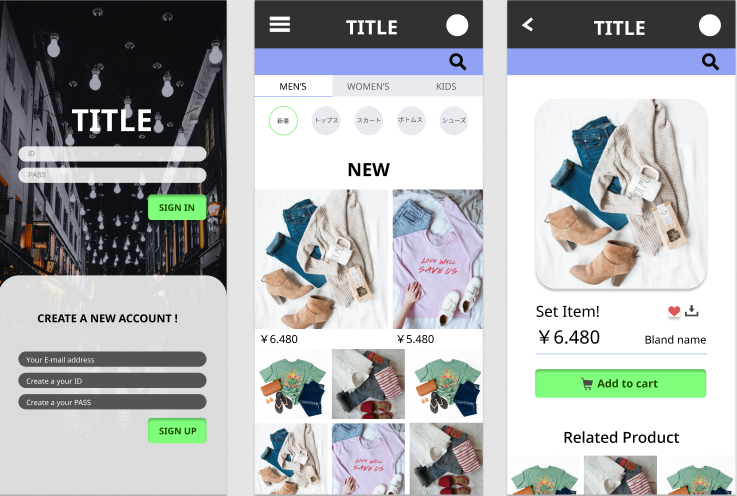 TITLE
ID
PASS
SIGN IN
CREATE A NEW ACCOUNT !
Your E-mail address
Create a your ID
Create a your PASS
SIGN UP
TITLE
MEN'S WOMEN'S KIDS
新着 トップス スカート ボトムス シューズ
NEW
LOVE WILL
SAVE US
￥6.480 ￥5.480
LOVE WILL
SAVE US
TITLE
Set Item!
￥6.480 Bland name
Add to cart
Related Product